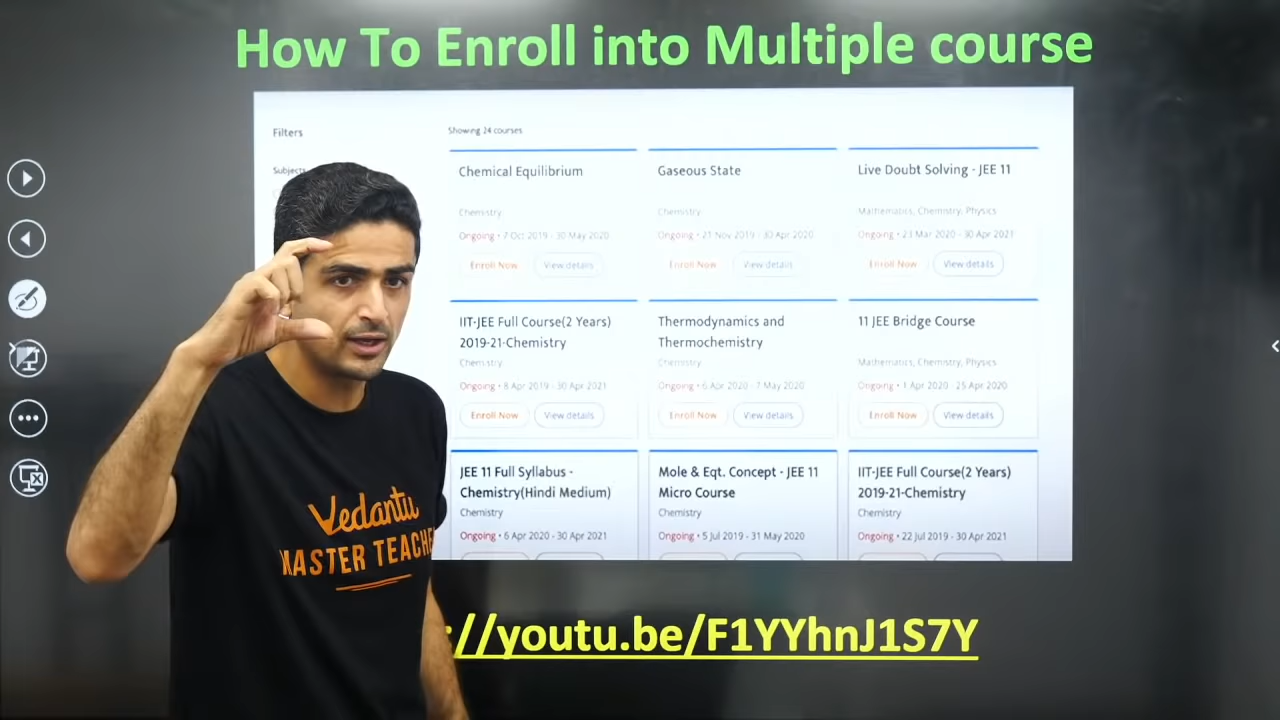 How To Enroll into Multiple course
Filters
Showing 24 courses
Subjects
Chemical Equilibrium
Chemistry
Ongoing • 7 Oct 2019 - 30 May 2020
Enroll Now
View details
Gaseous State
Chemistry
Ongoing • 21 Nov 2019 - 30 Apr 2020
Enroll Now
View details
Live Doubt Solving - JEE 11
Mathematics, Chemistry, Physics
Ongoing • 23 Mar 2020 - 30 Apr 2021
Enroll Now
View details
IIT-JEE Full Course(2 Years)
2019-21-Chemistry
Chemistry
Ongoing • 8 Apr 2019 - 30 Apr 2021
Enroll Now
View details
Thermodynamics and
Thermochemistry
Chemistry
Ongoing • 6 Apr 2020 - 7 May 2020
Enroll Now
View details
11 JEE Bridge Course
Mathematics, Chemistry, Physics
Ongoing • 1 Apr 2020 - 25 Apr 2020
Enroll Now
View details
JEE 11 Full Syllabus -
Chemistry(Hindi Medium)
Chemistry
Ongoing • 6 Apr 2020 - 30 Apr 2021
Mole & Eqt. Concept - JEE 11
Micro Course
Chemistry
Ongoing • 5 Jul 2019 - 31 May 2020
IIT-JEE Full Course(2 Years)
2019-21-Chemistry
Chemistry
Ongoing • 22 Jul 2019 - 30 Apr 2021
Vedantu
MASTER TEACHE
://youtu.be/F1YYhnJ1S7Y